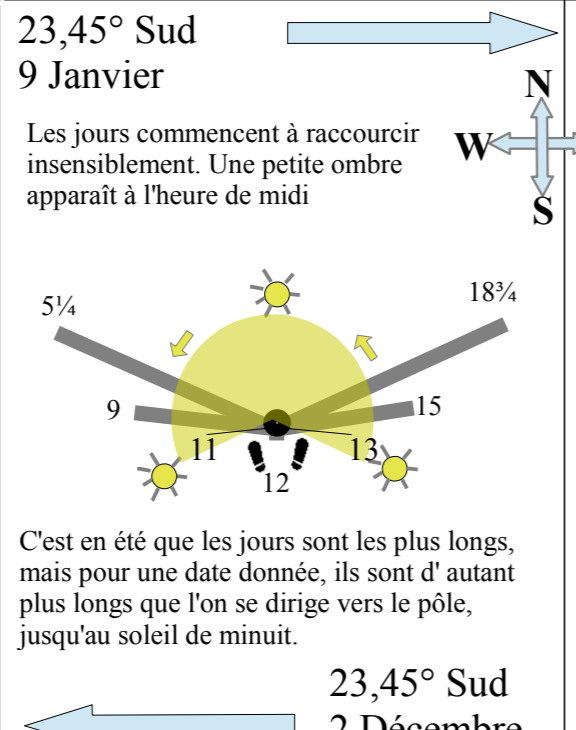 23,45° Sud
9 Janvier
N
Les jours commencent à raccourcir
W
insensiblement. Une petite ombre
apparaît à l'heure de midi
S
5¼
18¾
9
15
11
13
12
C'est en été que les jours sont les plus longs,
mais pour une date donnée, ils sont d' autant
plus longs que l'on se dirige vers le pôle,
jusqu'au soleil de minuit.
23,45° Sud
2 Décembre